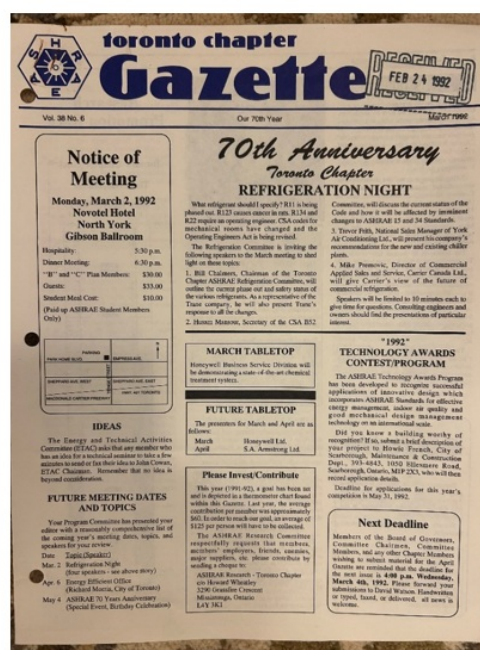 ASHRAE
toronto chapter
Gazette
RECEIVED
FEB 24 1992
RECEIVED
Vol. 38 No. 6
Our 70th Year
March 1992
Notice of
Meeting
Monday, March 2, 1992
Novotel Hotel
North York
Gibson Ballroom
Hospitality: 5:30 p.m.
Dinner Meeting: 6:30 p.m.
"B" and "C" Plan Members: $30.00
Guests: $35.00
Student Meal Cost: $10.00
(Paid up ASHRAE Student Members
Only)
PARKING
PARK HOME BLVD.
EMPRESS AVE.
SHEPPARD AVE. WEST
SHEPPARD AVE. EAST
HWY. 401 TORONTO
IDEAS
The Energy and Technical Activities
Committee (ETAC) asks that any member who
has an idea for a technical seminar to take a few
minutes to send or fax their idea to John Cowan,
ETAC Chairman. Remember that no idea is
beyond consideration.
FUTURE MEETING DATES
AND TOPICS
Your Program Committee has presented your
editor with a reasonably comprehensive list of
the coming year's meeting dates, topics, and
speakers for your review.
Date Topic (Speaker)
Mar. 2 Refrigeration Night
(four speakers - see above story)
Apr. 6 Energy Efficient Office
(Richard Morris, City of Toronto)
May 4 ASHRAE 70 Years Anniversary
(Special Event, Birthday Celebration)
70th Anniversary
Toronto Chapter
REFRIGERATION NIGHT
What refrigerant should I specify? R11 is being
phased out. R123 causes cancer in rats. R134 and
R22 require an operating engineer. CSA codes for
mechanical rooms have changed and the
Operating Engineers Act is being revised.
The Refrigeration Committee is inviting the
following speakers to the March meeting to shed
light on these topics:
1. Bill Chalmers, Chairman of the Toronto
Chapter ASHRAE Refrigeration Committee, will
outline the current phase out and safety status of
the various refrigerants. As a representative of the
Trane company, he will also present Trane's
response to all the changes.
2. Hormoz Mansour, Secretary of the CSA B52
Committee, will discuss the current status of the
Code and how it will be affected by imminent
changes to ASHRAE 15 and 34 Standards.
3. Trevor Frith, National Sales Manager of York
Air Conditioning Ltd., will present his company's
recommendations for the new and existing chiller
plants.
4. Mike Permovic, Director of Commercial
Applied Sales and Service, Carrier Canada Ltd.,
will give Carrier's view of the future of
commercial refrigeration.
Speakers will be limited to 10 minutes each to
give time for questions. Consulting engineers and
owners should find the presentations of particular
interest.
MARCH TABLETOP
Honeywell Business Service Division will
be demonstrating a state-of-the-art chemical
treatment system.
FUTURE TABLETOP
The presenters for March and April are as
follows:
March Honeywell Ltd.
April S.A. Armstrong Ltd.
Please Invest/Contribute
This year (1991-92), a goal has been set
and is depicted in a thermometer chart found
within this Gazette. Last year, the average
contribution per member was approximately
$60. In order to reach our goal, an average of
$125 per person will have to be collected.
The ASHRAE Research Committee
respectfully requests that members,
members' employers, friends, enemies,
major suppliers, etc. please contribute by
sending a cheque to:
ASHRAE Research - Toronto Chapter
c/o Howard Wheatley
3290 Grassfire Crescent
Mississauga, Ontario
L4Y 3K1
"1992"
TECHNOLOGY AWARDS
CONTEST/PROGRAM
The ASHRAE Technology Awards Program
has been developed to recognize successful
applications of innovative design which
incorporates ASHRAE Standards for effective
energy management, indoor air quality and
good mechanical design management
technology on an international scale.
Did you know a building worthy of
recognition? If so, submit a brief description of
your project to Howie French, City of
Scarborough, Maintenance & Construction
Dept., 395-4843, 1050 Ellesmere Road,
Scarborough, Ontario, M1P 2X3, who will then
record application details.
Deadline for applications for this year's
competition is May 31, 1992.
Next Deadline
Members of the Board of Governors,
Committee Chairmen, Committee
Members, and any other Chapter Members
wishing to submit material for the April
Gazette are reminded that the deadline for
the next issue is 4:00 p.m. Wednesday,
March 4th, 1992. Please forward your
submissions to David Watson. Handwritten
or typed, faxed, or delivered, all news is
welcome.